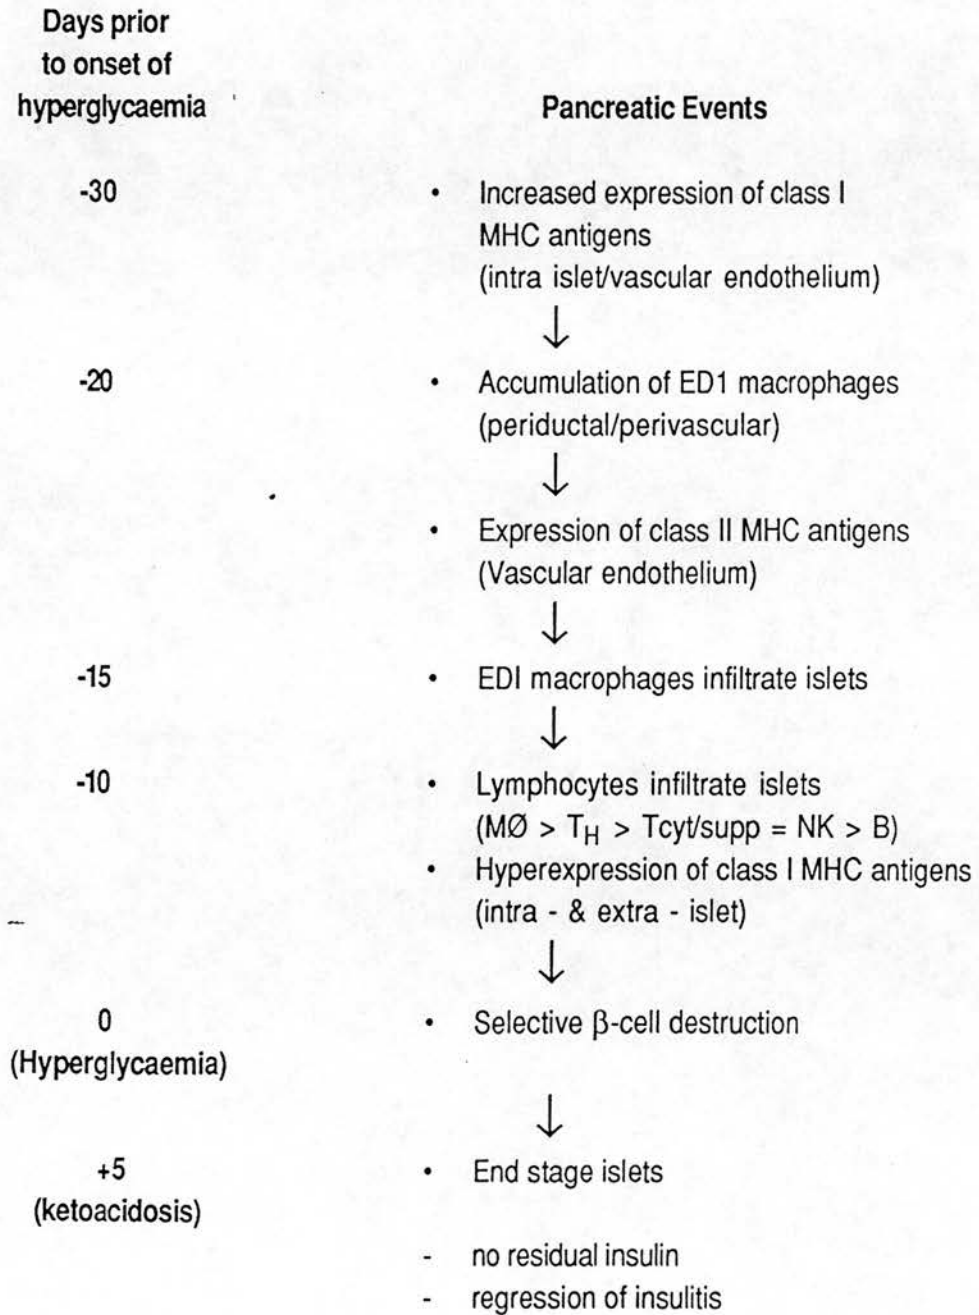 Days prior
to onset of
hyperglycaemia
Pancreatic Events
-30
• Increased expression of class I
MHC antigens
(intra islet/vascular endothelium)
↓
-20
• Accumulation of ED1 macrophages
(periductal/perivascular)
↓
• Expression of class II MHC antigens
(Vascular endothelium)
↓
-15
• EDI macrophages infiltrate islets
↓
-10
• Lymphocytes infiltrate islets
(MØ > TH > Tcyt/supp = NK > B)
• Hyperexpression of class I MHC antigens
(intra - & extra - islet)
↓
0
(Hyperglycaemia)
• Selective β-cell destruction
↓
+5
(ketoacidosis)
• End stage islets
- no residual insulin
- regression of insulitis